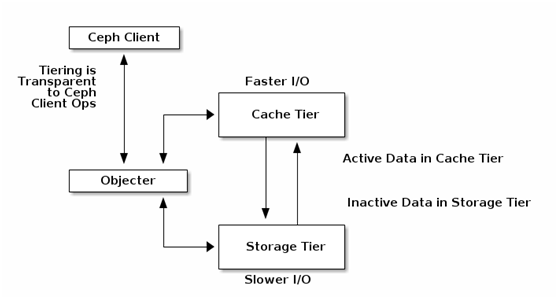 Ceph Client
Tiering is
Transparent
to Ceph
Client Ops
Faster I/O
Cache Tier
Active Data in Cache Tier
Objecter
Inactive Data in Storage Tier
Storage Tier
Slower I/O